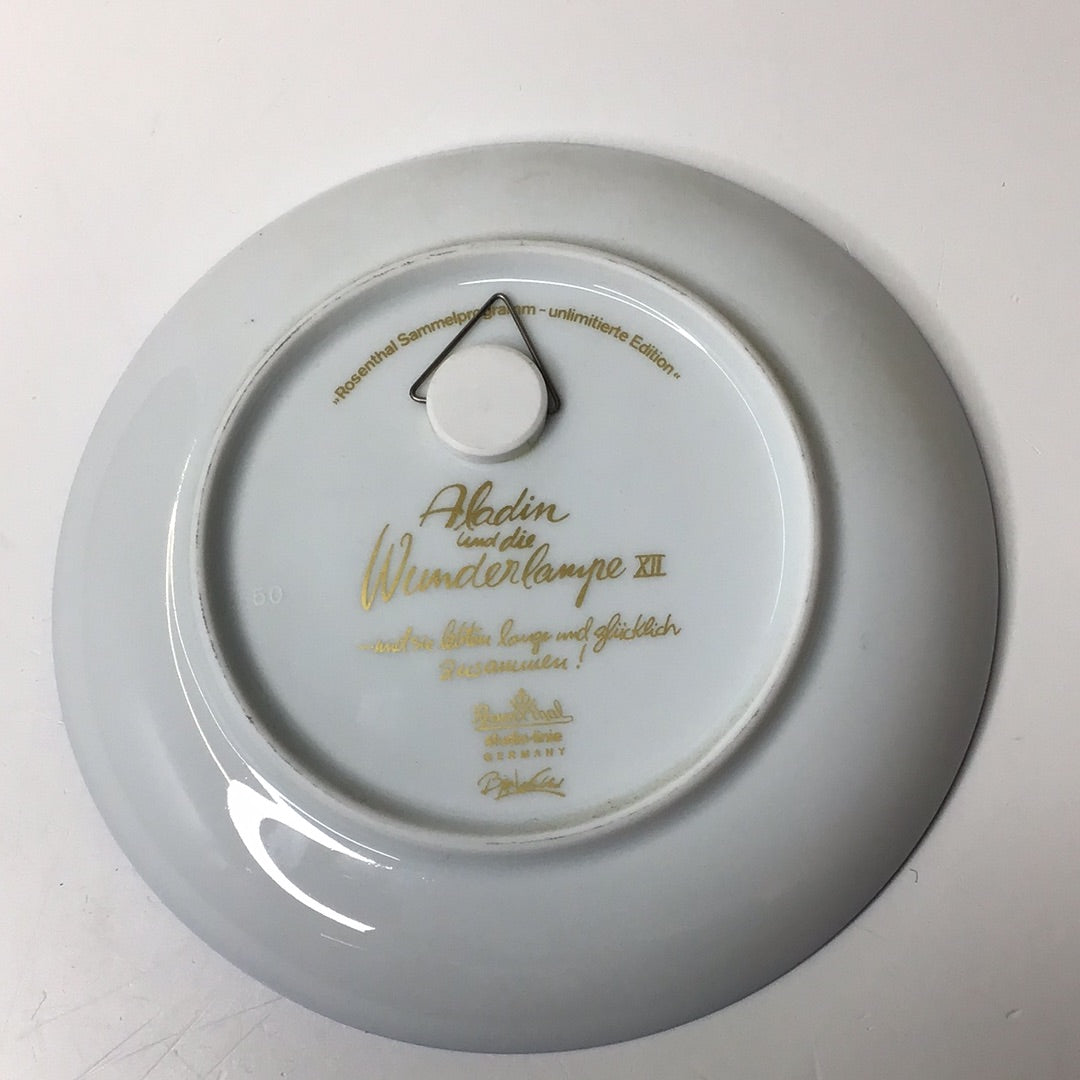 „Rosenthal Sammelprogramm - unlimitierte Edition“
Aladin
und die
Wunderlampe XII
- und sie lebten lange und glücklich
zusammen!
Rosenthal
studio-linie
GERMANY
60